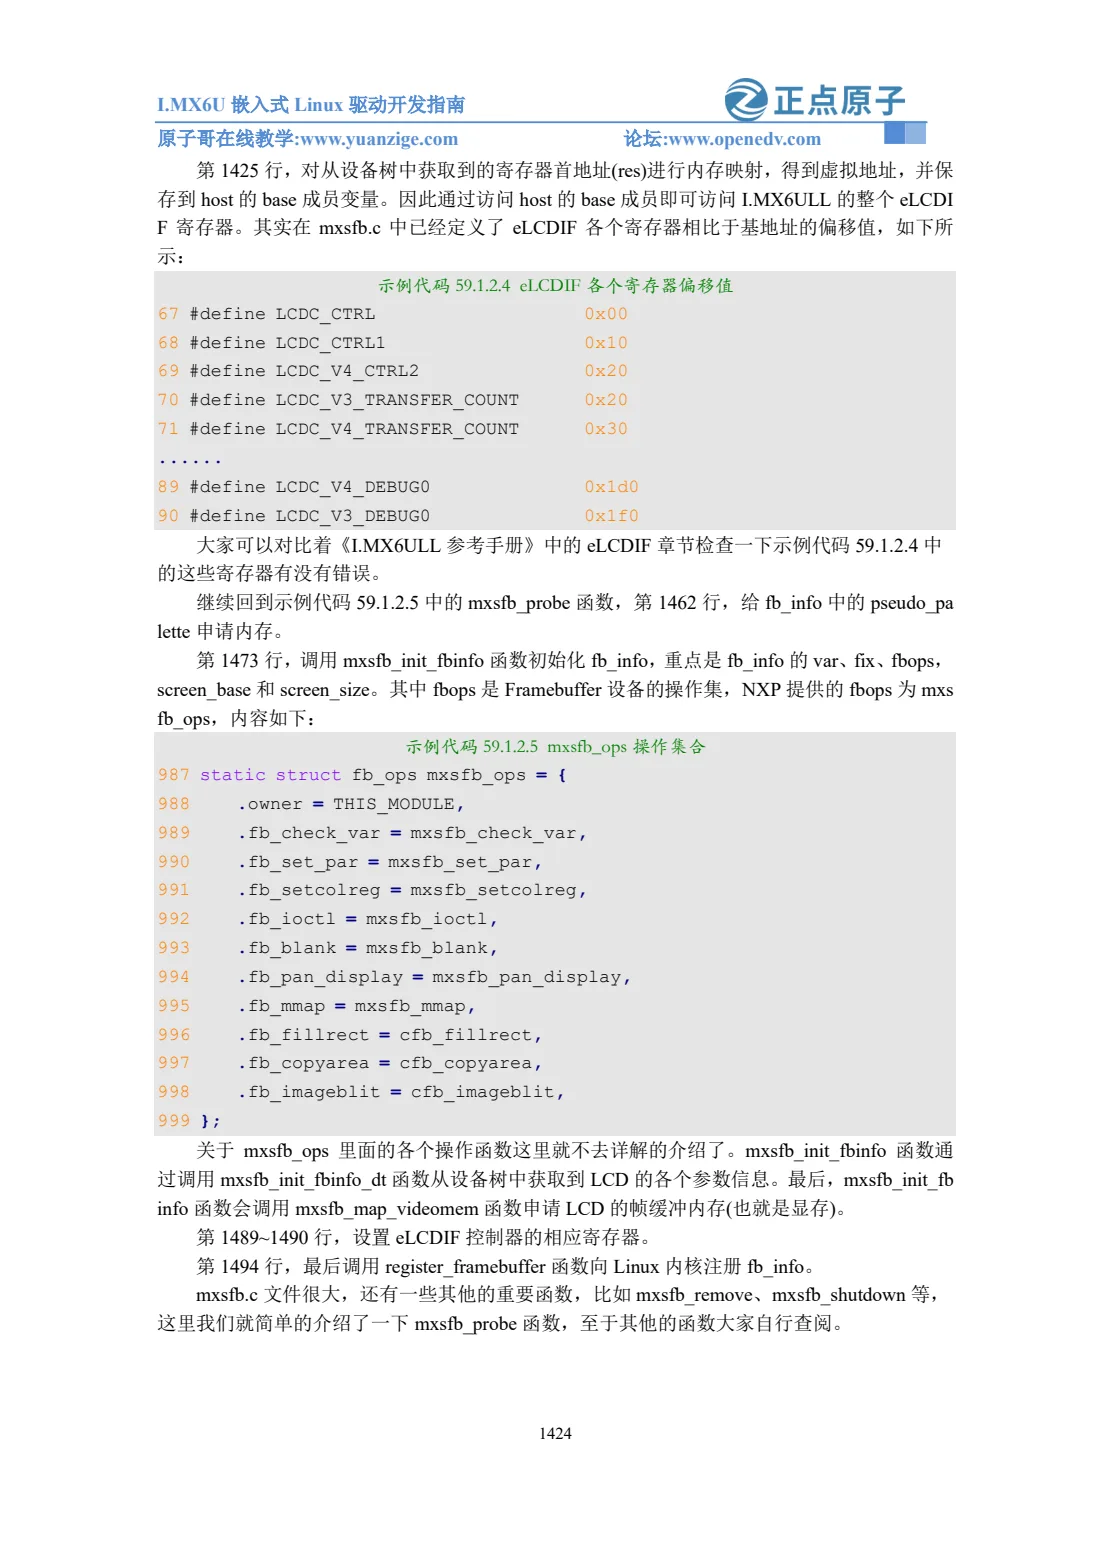 I.MX6U 嵌入式 Linux 驱动开发指南
正点原子
原子哥在线教学:www.yuanzige.com 论坛:www.openedv.com
第 1425 行，对从设备树中获取到的寄存器首地址(res)进行内存映射，得到虚拟地址，并保
存到 host 的 base 成员变量。因此通过访问 host 的 base 成员即可访问 I.MX6ULL 的整个 eLCDI
F 寄存器。其实在 mxsfb.c 中已经定义了 eLCDIF 各个寄存器相比于基地址的偏移值，如下所
示：
示例代码 59.1.2.4 eLCDIF 各个寄存器偏移值
67 #define LCDC_CTRL 0x00
68 #define LCDC_CTRL1 0x10
69 #define LCDC_V4_CTRL2 0x20
70 #define LCDC_V3_TRANSFER_COUNT 0x20
71 #define LCDC_V4_TRANSFER_COUNT 0x30
......
89 #define LCDC_V4_DEBUG0 0x1d0
90 #define LCDC_V3_DEBUG0 0x1f0
大家可以对比着《I.MX6ULL 参考手册》中的 eLCDIF 章节检查一下示例代码 59.1.2.4 中
的这些寄存器有没有错误。
继续回到示例代码 59.1.2.5 中的 mxsfb_probe 函数，第 1462 行，给 fb_info 中的 pseudo_pa
lette 申请内存。
第 1473 行，调用 mxsfb_init_fbinfo 函数初始化 fb_info，重点是 fb_info 的 var、fix、fbops，
screen_base 和 screen_size。其中 fbops 是 Framebuffer 设备的操作集，NXP 提供的 fbops 为 mxs
fb_ops，内容如下：
示例代码 59.1.2.5 mxsfb_ops 操作集合
987 static struct fb_ops mxsfb_ops = {
988 .owner = THIS_MODULE,
989 .fb_check_var = mxsfb_check_var,
990 .fb_set_par = mxsfb_set_par,
991 .fb_setcolreg = mxsfb_setcolreg,
992 .fb_ioctl = mxsfb_ioctl,
993 .fb_blank = mxsfb_blank,
994 .fb_pan_display = mxsfb_pan_display,
995 .fb_mmap = mxsfb_mmap,
996 .fb_fillrect = cfb_fillrect,
997 .fb_copyarea = cfb_copyarea,
998 .fb_imageblit = cfb_imageblit,
999 };
关于 mxsfb_ops 里面的各个操作函数这里就不去详解的介绍了。mxsfb_init_fbinfo 函数通
过调用 mxsfb_init_fbinfo_dt 函数从设备树中获取到 LCD 的各个参数信息。最后，mxsfb_init_fb
info 函数会调用 mxsfb_map_videomem 函数申请 LCD 的帧缓冲内存(也就是显存)。
第 1489~1490 行，设置 eLCDIF 控制器的相应寄存器。
第 1494 行，最后调用 register_framebuffer 函数向 Linux 内核注册 fb_info。
mxsfb.c 文件很大，还有一些其他的重要函数，比如 mxsfb_remove、mxsfb_shutdown 等，
这里我们就简单的介绍了一下 mxsfb_probe 函数，至于其他的函数大家自行查阅。
1424